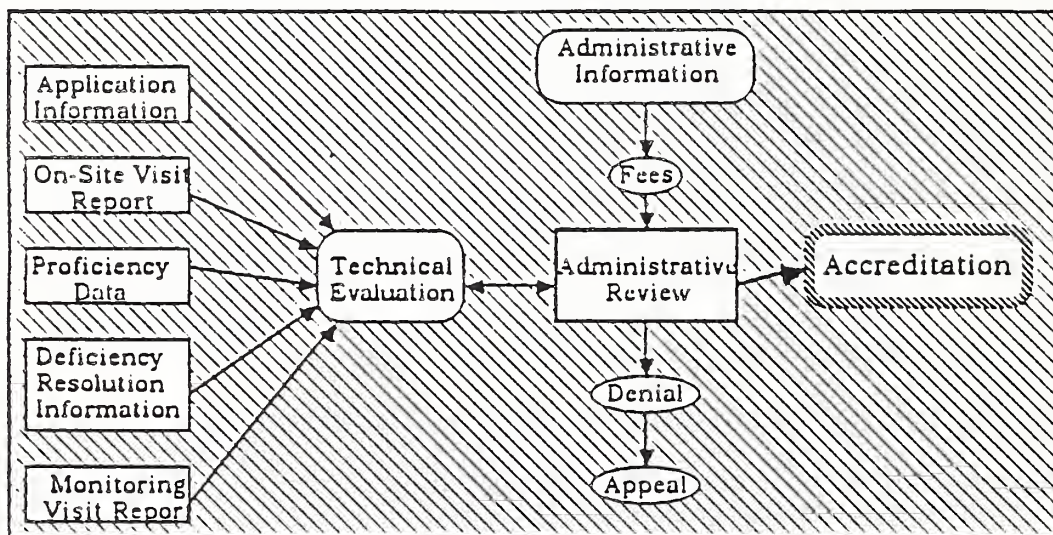 Application
Information
On-Site Visit
Report
Proficiency
Data
Deficiency
Resolution
Information
Monitoring
Visit Repor
Technical
Evaluation
Administrative
Information
Fees
Administrative
Review
Denial
Appeal
Accreditation